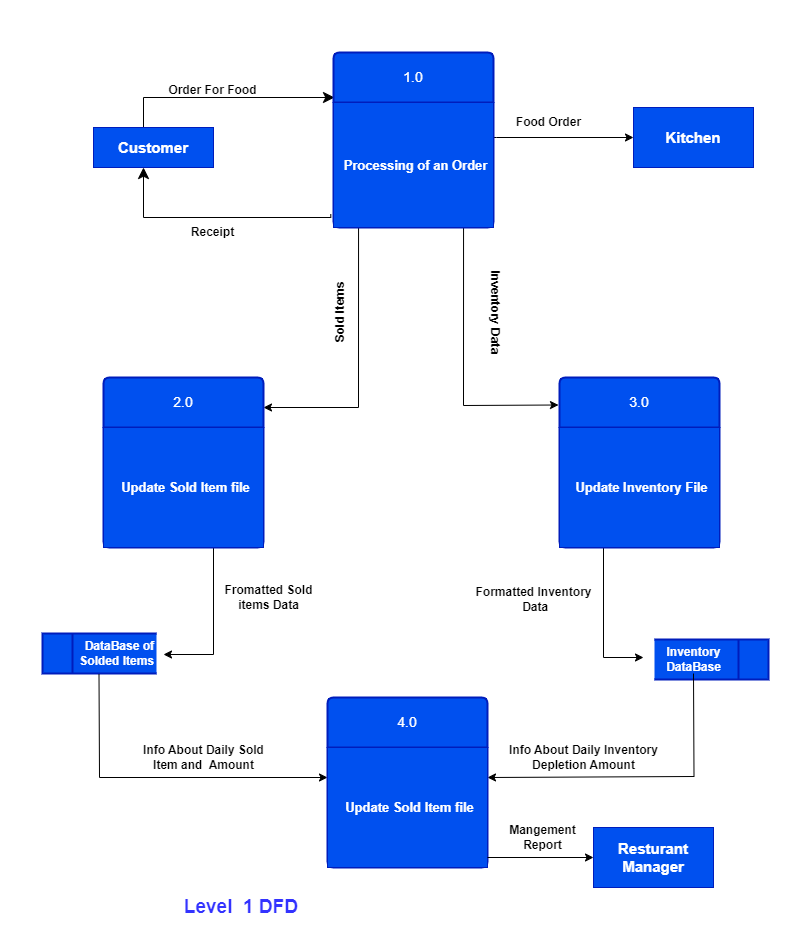 1.0
Order For Food
Customer
Processing of an Order
Food Order
Kitchen
Receipt
Sold Items
Inventory Data
2.0
Update Sold Item file
3.0
Update Inventory File
Fromatted Sold
items Data
Formatted Inventory
Data
DataBase of
Solded Items
Inventory
DataBase
4.0
Info About Daily Sold
Item and Amount
Update Sold Item file
Info About Daily Inventory
Depletion Amount
Mangement
Report
Resturant
Manager
Level 1 DFD